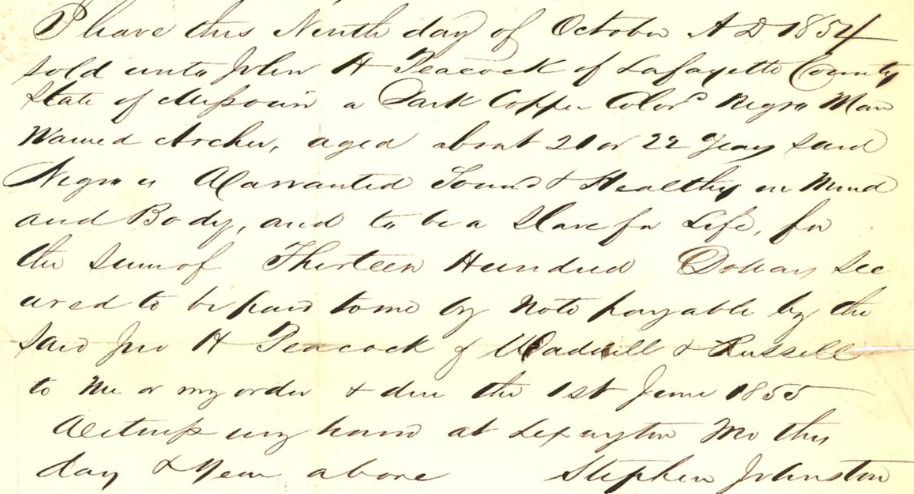 I have this Ninth day of October A D 1854
sold unto John H Peacock of Lafayette County
State of Missouri a Dark Copper Colord Negro Man
Named Archer, aged about 21 or 22 years said
Negro is Warranted Sound & Healthy in Mind
and Body, and to be a Slave for Life, for
the sum of Thirteen Hundred Dollars sec
ured to be paid to me by Note payable by the
said Jno H Peacock & Waddell & Russell
to me or my order & due the 1st June 1855
Witness my hand at Lexington Mo this
day & Year above Stephen Johnston